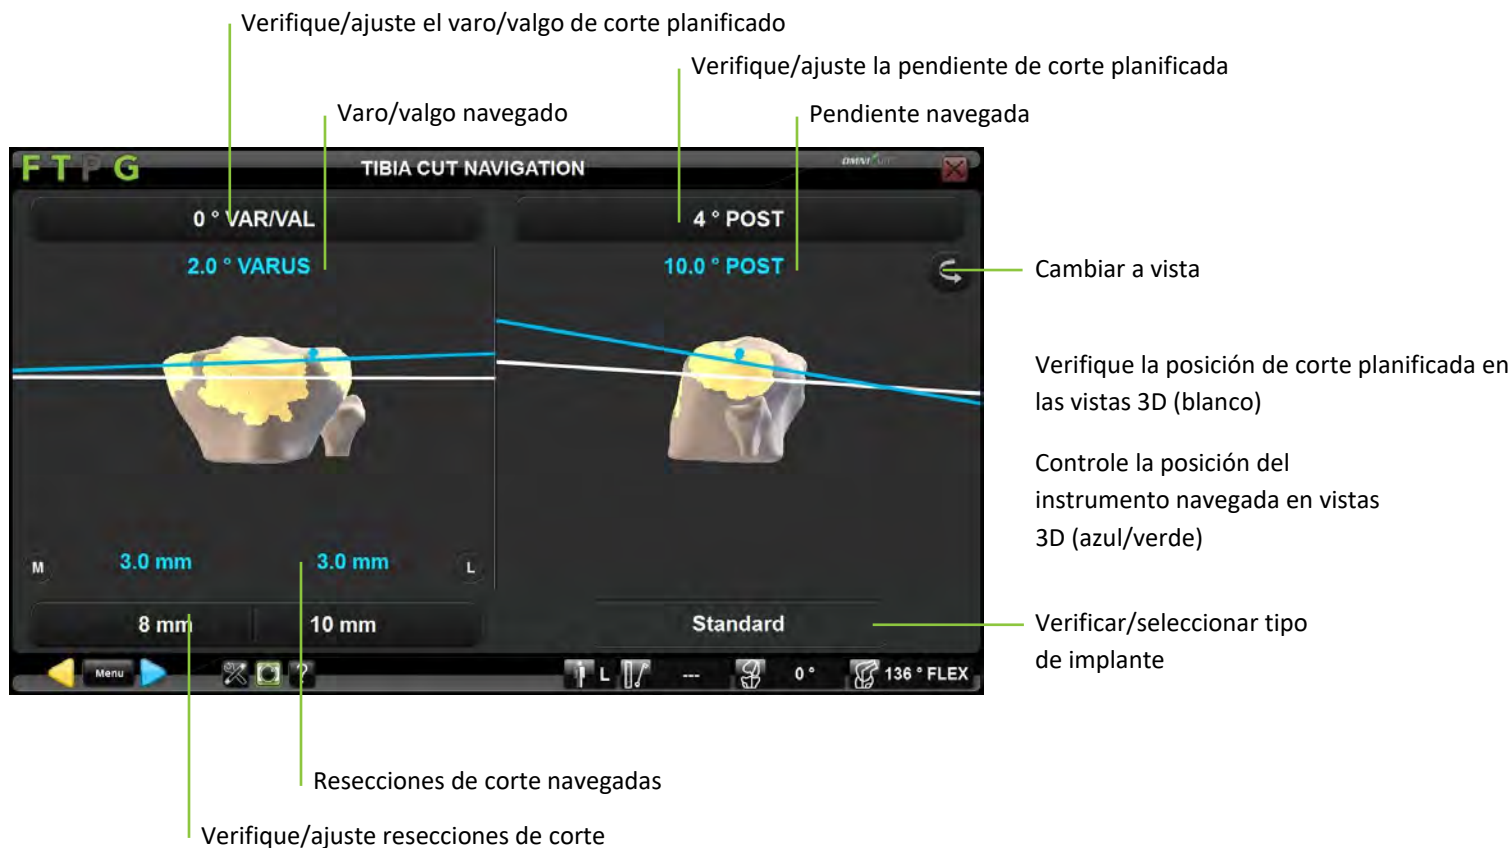 Verifique/ajuste el varo/valgo de corte planificado
Verifique/ajuste la pendiente de corte planificada
Varo/valgo navegado
Pendiente navegada
F T P G
TIBIA CUT NAVIGATION
0 ° VAR/VAL
4 ° POST
2.0 ° VARUS
10.0 ° POST
Cambiar a vista
Verifique la posición de corte planificada en
las vistas 3D (blanco)
Controle la posición del
instrumento navegada en vistas
3D (azul/verde)
M
3.0 mm
3.0 mm
L
8 mm
10 mm
Standard
Verificar/seleccionar tipo
de implante
Menu
?
L
---
0 °
136 ° FLEX
Resecciones de corte navegadas
Verifique/ajuste resecciones de corte